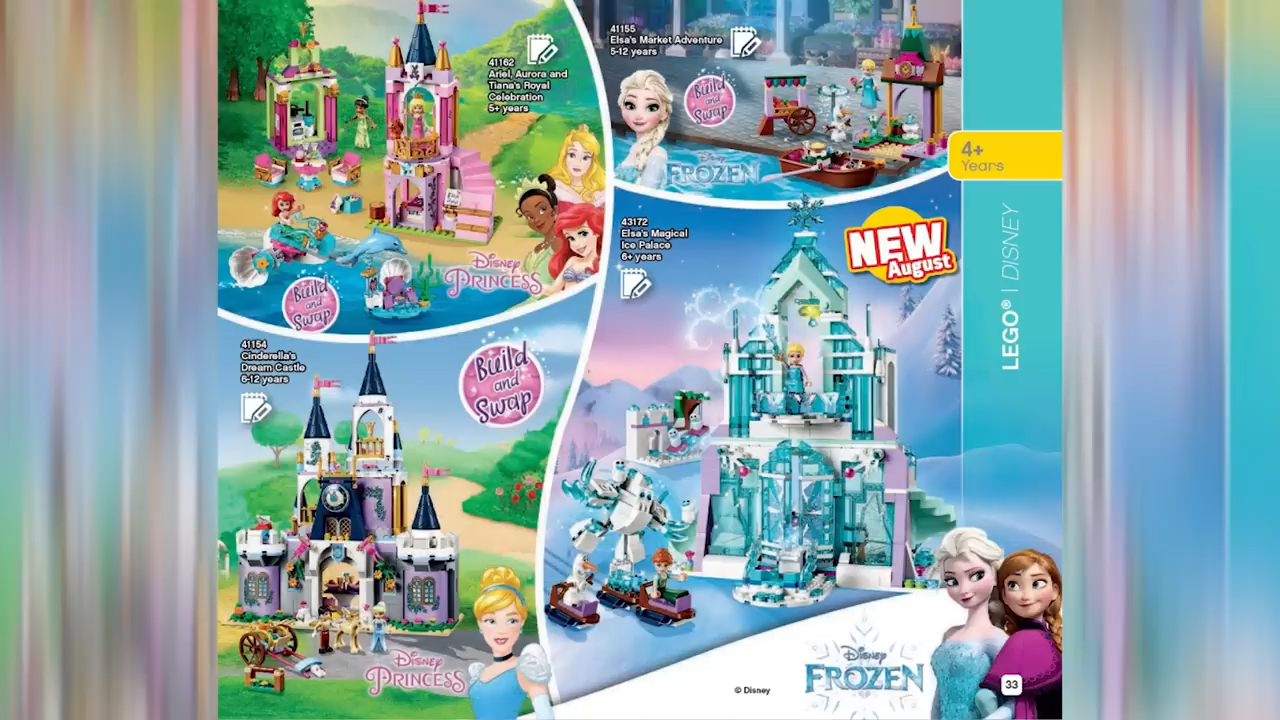 41162
Ariel, Aurora and
Tiana's Royal
Celebration
5+ years
Build
and
Swap
Disney
PRINCESS
41155
Elsa's Market Adventure
5-12 years
Build
and
Swap
Disney
FROZEN
4+
Years
LEGO® | DISNEY
41154
Cinderella's
Dream Castle
6-12 years
Build
and
Swap
Disney
PRINCESS
43172
Elsa's Magical
Ice Palace
6+ years
NEW
August
© Disney
Disney
FROZEN
33